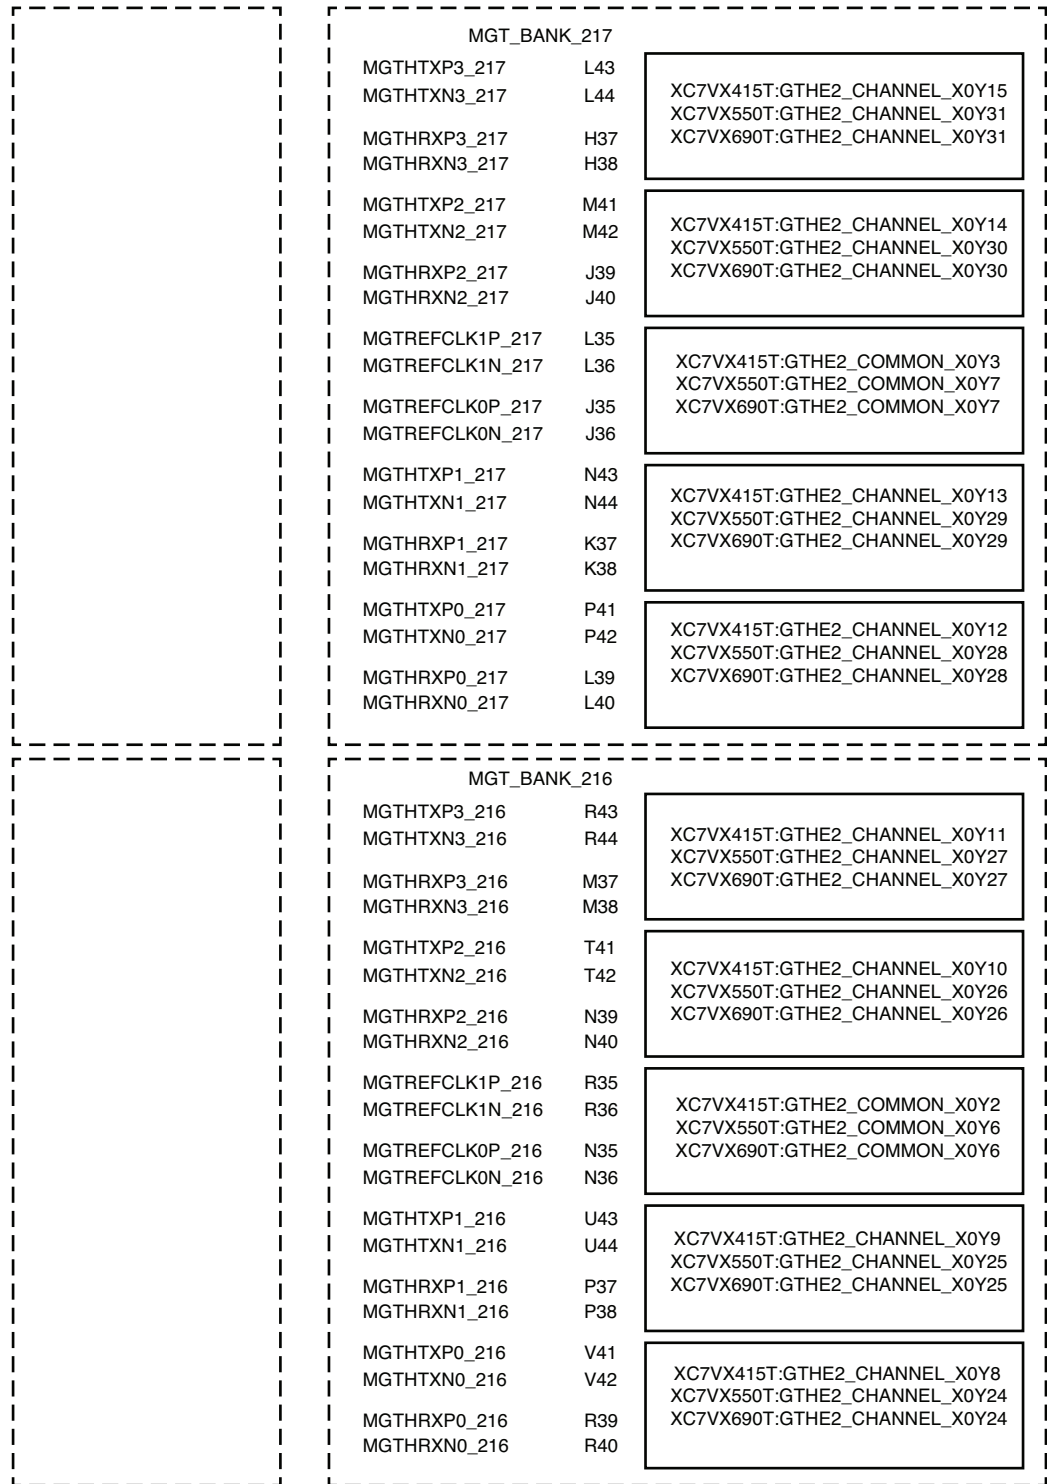 MGT_BANK_217
MGTHTXP3_217 L43
MGTHTXN3_217 L44
MGTHRXP3_217 H37
MGTHRXN3_217 H38
XC7VX415T:GTHE2_CHANNEL_X0Y15
XC7VX550T:GTHE2_CHANNEL_X0Y31
XC7VX690T:GTHE2_CHANNEL_X0Y31
MGTHTXP2_217 M41
MGTHTXN2_217 M42
MGTHRXP2_217 J39
MGTHRXN2_217 J40
XC7VX415T:GTHE2_CHANNEL_X0Y14
XC7VX550T:GTHE2_CHANNEL_X0Y30
XC7VX690T:GTHE2_CHANNEL_X0Y30
MGTREFCLK1P_217 L35
MGTREFCLK1N_217 L36
MGTREFCLK0P_217 J35
MGTREFCLK0N_217 J36
XC7VX415T:GTHE2_COMMON_X0Y3
XC7VX550T:GTHE2_COMMON_X0Y7
XC7VX690T:GTHE2_COMMON_X0Y7
MGTHTXP1_217 N43
MGTHTXN1_217 N44
MGTHRXP1_217 K37
MGTHRXN1_217 K38
XC7VX415T:GTHE2_CHANNEL_X0Y13
XC7VX550T:GTHE2_CHANNEL_X0Y29
XC7VX690T:GTHE2_CHANNEL_X0Y29
MGTHTXP0_217 P41
MGTHTXN0_217 P42
MGTHRXP0_217 L39
MGTHRXN0_217 L40
XC7VX415T:GTHE2_CHANNEL_X0Y12
XC7VX550T:GTHE2_CHANNEL_X0Y28
XC7VX690T:GTHE2_CHANNEL_X0Y28
MGT_BANK_216
MGTHTXP3_216 R43
MGTHTXN3_216 R44
MGTHRXP3_216 M37
MGTHRXN3_216 M38
XC7VX415T:GTHE2_CHANNEL_X0Y11
XC7VX550T:GTHE2_CHANNEL_X0Y27
XC7VX690T:GTHE2_CHANNEL_X0Y27
MGTHTXP2_216 T41
MGTHTXN2_216 T42
MGTHRXP2_216 N39
MGTHRXN2_216 N40
XC7VX415T:GTHE2_CHANNEL_X0Y10
XC7VX550T:GTHE2_CHANNEL_X0Y26
XC7VX690T:GTHE2_CHANNEL_X0Y26
MGTREFCLK1P_216 R35
MGTREFCLK1N_216 R36
MGTREFCLK0P_216 N35
MGTREFCLK0N_216 N36
XC7VX415T:GTHE2_COMMON_X0Y2
XC7VX550T:GTHE2_COMMON_X0Y6
XC7VX690T:GTHE2_COMMON_X0Y6
MGTHTXP1_216 U43
MGTHTXN1_216 U44
MGTHRXP1_216 P37
MGTHRXN1_216 P38
XC7VX415T:GTHE2_CHANNEL_X0Y9
XC7VX550T:GTHE2_CHANNEL_X0Y25
XC7VX690T:GTHE2_CHANNEL_X0Y25
MGTHTXP0_216 V41
MGTHTXN0_216 V42
MGTHRXP0_216 R39
MGTHRXN0_216 R40
XC7VX415T:GTHE2_CHANNEL_X0Y8
XC7VX550T:GTHE2_CHANNEL_X0Y24
XC7VX690T:GTHE2_CHANNEL_X0Y24